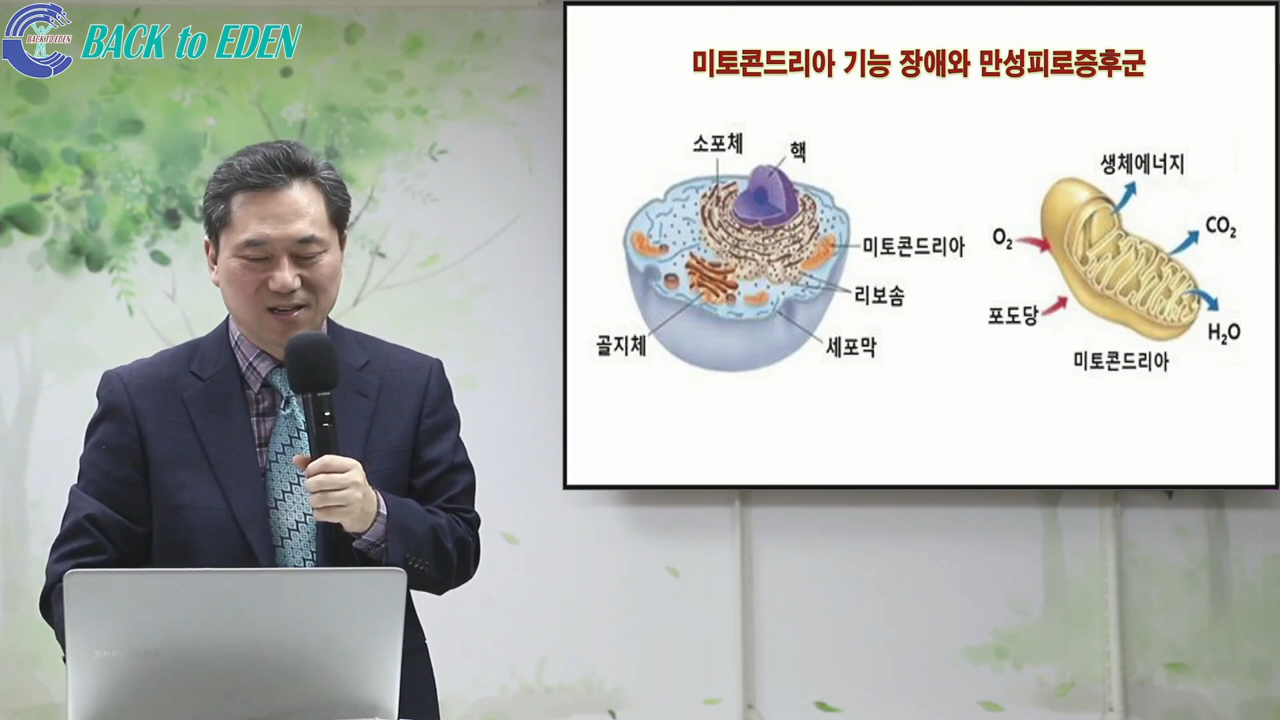 BACK TO EDEN
BACK to EDEN
미토콘드리아 기능 장애와 만성피로증후군
소포체
핵
미토콘드리아
리보솜
골지체
세포막
생체에너지
O₂
CO₂
포도당
H₂O
미토콘드리아